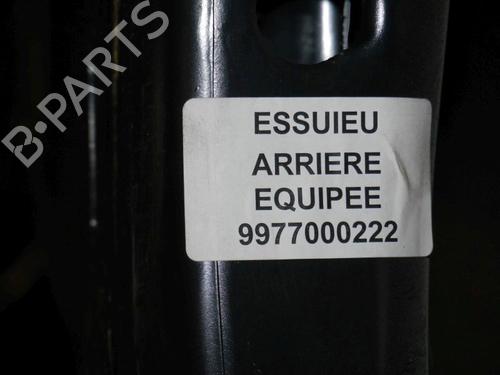 B-PARTS
ESSUIEU
ARRIERE
EQUIPEE
9977000222